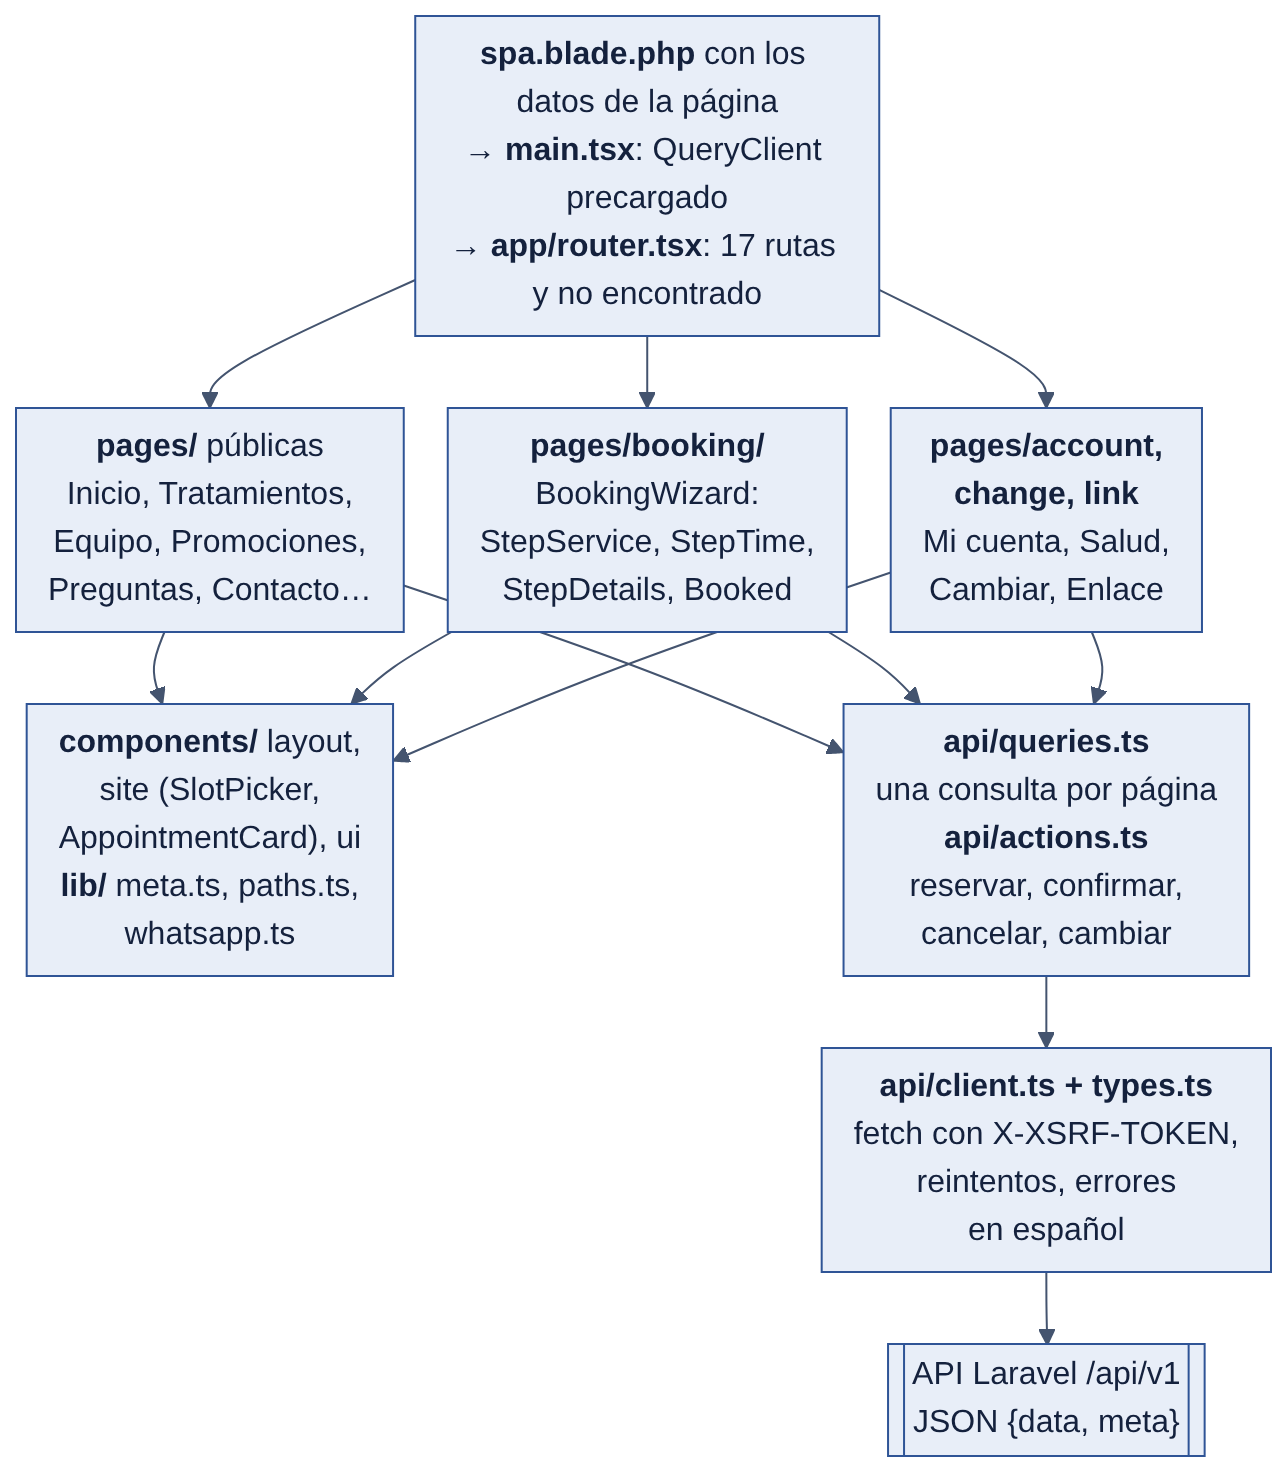 spa.blade.php con los
datos de la página
→ main.tsx: QueryClient
precargado
→ app/router.tsx: 17 rutas
y no encontrado
pages/ públicas
Inicio, Tratamientos,
Equipo, Promociones,
Preguntas, Contacto…
pages/booking/
BookingWizard:
StepService, StepTime,
StepDetails, Booked
pages/account,
change, link
Mi cuenta, Salud,
Cambiar, Enlace
components/ layout,
site (SlotPicker,
AppointmentCard), ui
lib/ meta.ts, paths.ts,
whatsapp.ts
api/queries.ts
una consulta por página
api/actions.ts
reservar, confirmar,
cancelar, cambiar
api/client.ts + types.ts
fetch con X-XSRF-TOKEN,
reintentos, errores
en español
API Laravel /api/v1
JSON {data, meta}